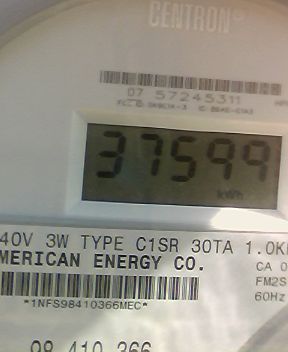 CENTRON®
07 57245311
37599
kWh
40V 3W TYPE C1SR 30TA 1.0K
MERICAN ENERGY CO.
CA 0
FM2S
60Hz
*1NFS98410366MEC*
98 410 366